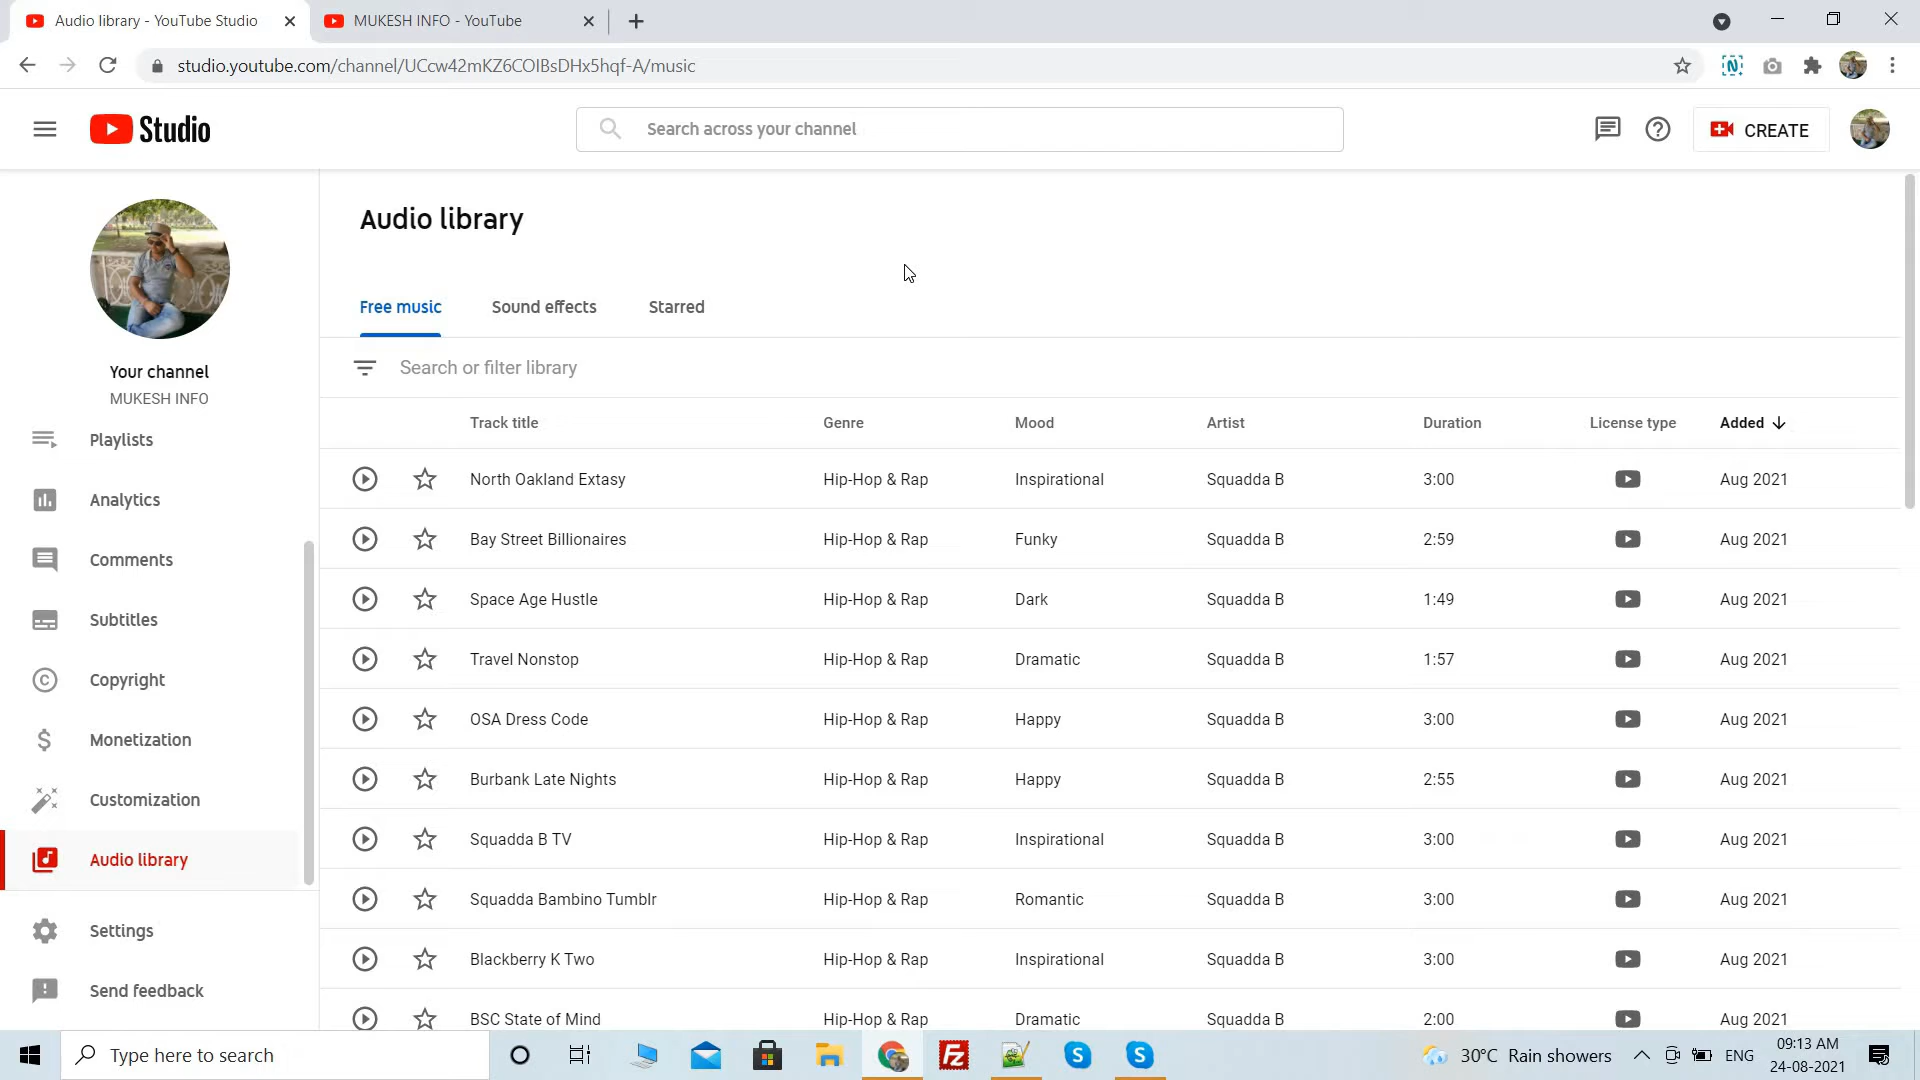 Audio library - YouTube Studio
MUKESH INFO - YouTube
studio.youtube.com/channel/UCcw42mKZ6COIBsDHx5hqf-A/music
Studio
Search across your channel
CREATE
Your channel
MUKESH INFO
Playlists
Analytics
Comments
Subtitles
Copyright
Monetization
Customization
Audio library
Settings
Send feedback
Audio library
Free music Sound effects Starred
Search or filter library
Track title Genre Mood Artist Duration License type Added
North Oakland Extasy Hip-Hop & Rap Inspirational Squadda B 3:00 Aug 2021
Bay Street Billionaires Hip-Hop & Rap Funky Squadda B 2:59 Aug 2021
Space Age Hustle Hip-Hop & Rap Dark Squadda B 1:49 Aug 2021
Travel Nonstop Hip-Hop & Rap Dramatic Squadda B 1:57 Aug 2021
OSA Dress Code Hip-Hop & Rap Happy Squadda B 3:00 Aug 2021
Burbank Late Nights Hip-Hop & Rap Happy Squadda B 2:55 Aug 2021
Squadda B TV Hip-Hop & Rap Inspirational Squadda B 3:00 Aug 2021
Squadda Bambino Tumblr Hip-Hop & Rap Romantic Squadda B 3:00 Aug 2021
Blackberry K Two Hip-Hop & Rap Inspirational Squadda B 3:00 Aug 2021
BSC State of Mind Hip-Hop & Rap Dramatic Squadda B 2:00 Aug 2021
Type here to search
30°C Rain showers
ENG
09:13 AM
24-08-2021